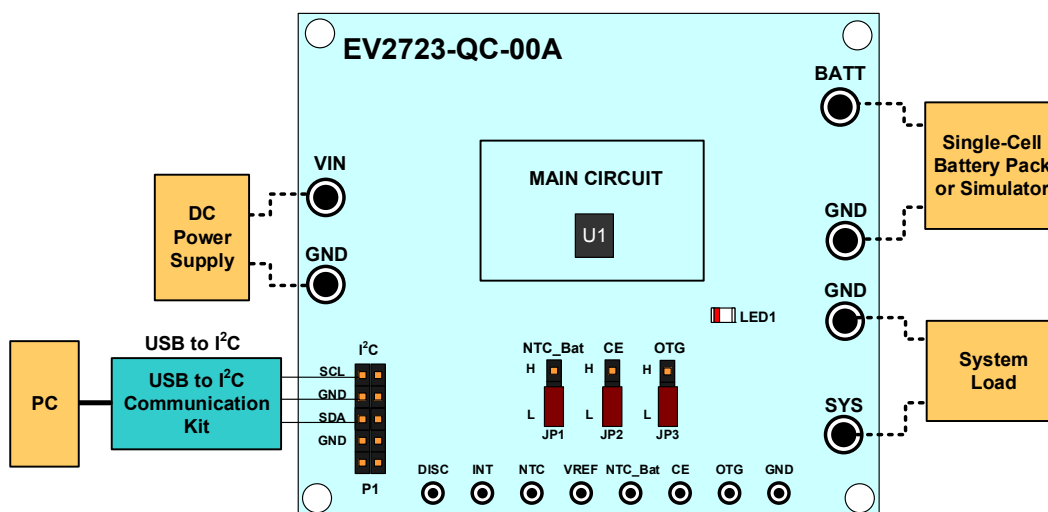 EV2723-QC-00A
BATT
VIN
MAIN CIRCUIT
U1
GND
DC
Power
Supply
Single-Cell
Battery Pack
or Simulator
GND
GND
LED1
System
Load
SYS
USB to I²C
PC
USB to I²C
Communication
Kit
SCL
GND
SDA
GND
I²C
P1
NTC_Bat CE OTG
H H H
L L L
JP1 JP2 JP3
DISC INT NTC VREF NTC_Bat CE OTG GND